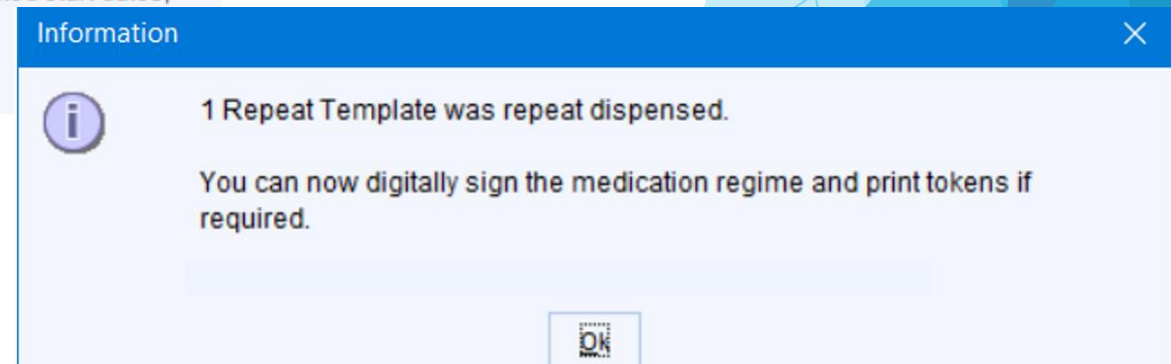 Information
1 Repeat Template was repeat dispensed.
You can now digitally sign the medication regime and print tokens if
required.
Ok